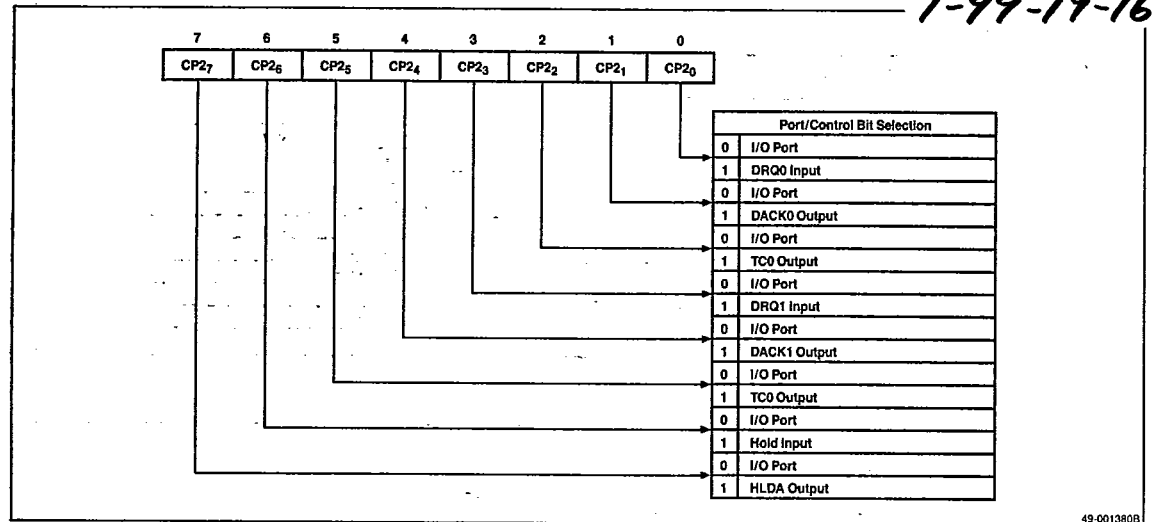 7-49-19-16
7 6 5 4 3 2 1 0
CP2₇ CP2₆ CP2₅ CP2₄ CP2₃ CP2₂ CP2₁ CP2₀
Port/Control Bit Selection
0 I/O Port
1 DRQ0 Input
0 I/O Port
1 DACK0 Output
0 I/O Port
1 TC0 Output
0 I/O Port
1 DRQ1 Input
0 I/O Port
1 DACK1 Output
0 I/O Port
1 TC0 Output
0 I/O Port
1 Hold Input
0 I/O Port
1 HLDA Output
49-001380B